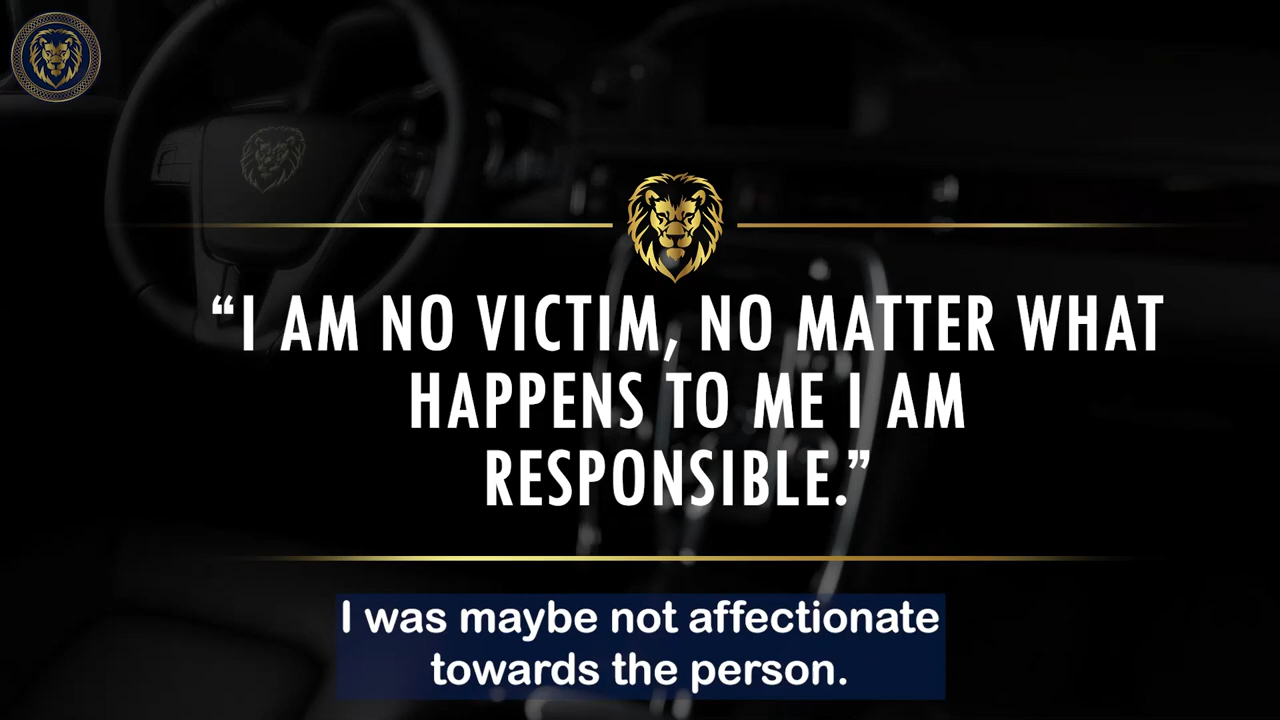 “I AM NO VICTIM, NO MATTER WHAT
HAPPENS TO ME I AM
RESPONSIBLE.”
I was maybe not affectionate
towards the person.